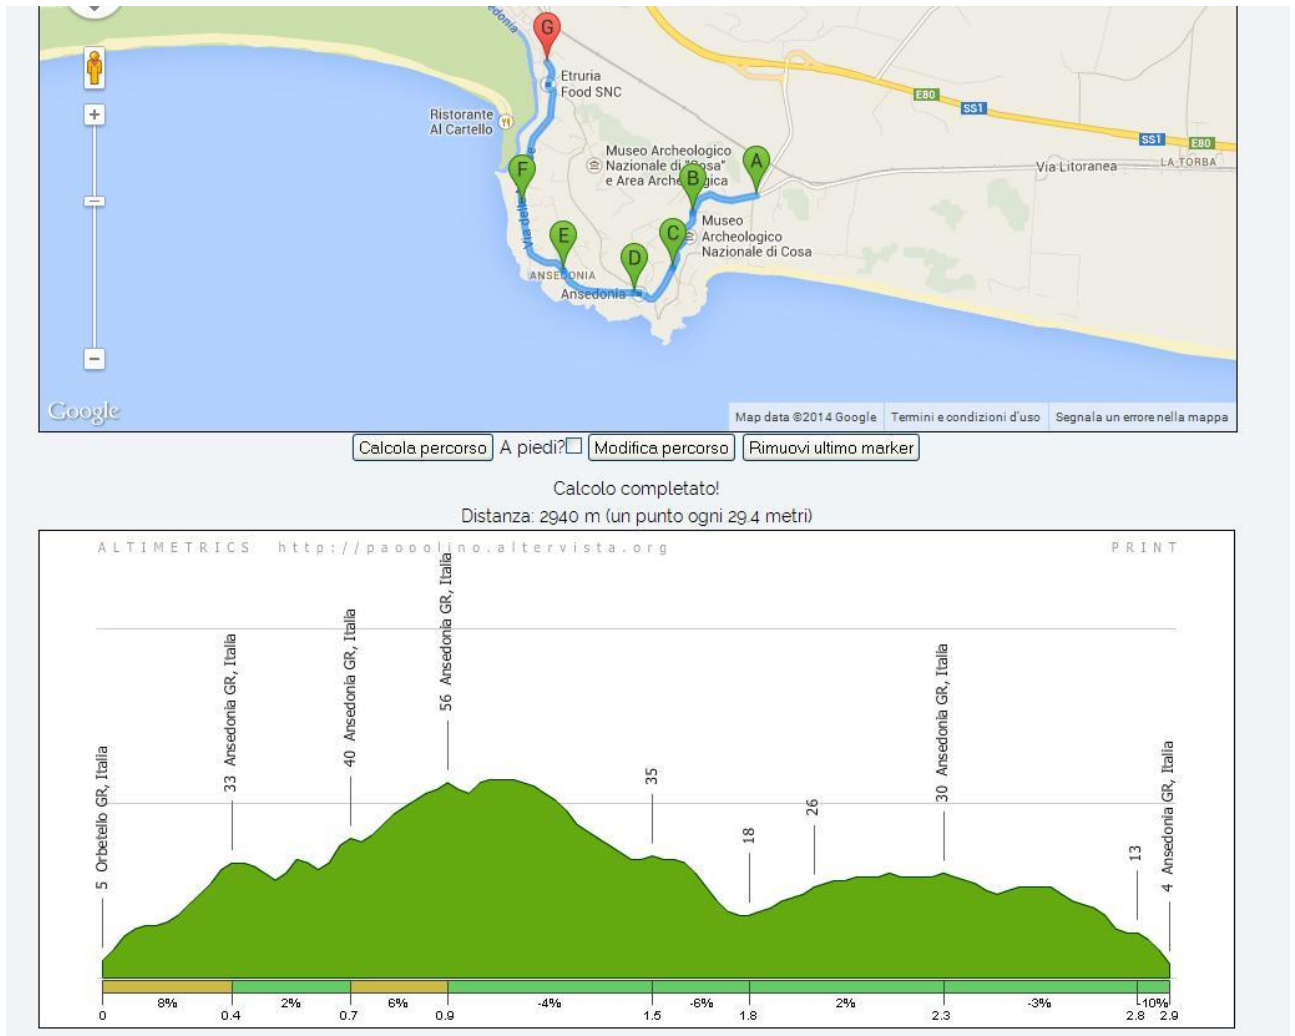 G
edonia
Etruria
Food SNC
E80
SS1
Ristorante
Al Cartello
SS1
E80
Museo Archeologico
Nazionale di "Cosa"
e Area Archeologica
A
Via Litoranea
LA TORBA
F
B
Via delle
Museo
Archeologico
Nazionale di Cosa
C
E
D
ANSEDONIA
Ansedonia
Google
Map data ©2014 Google
Termini e condizioni d'uso
Segnala un errore nella mappa
Calcola percorso A piedi? Modifica percorso Rimuovi ultimo marker
Calcolo completato!
Distanza: 2940 m (un punto ogni 29.4 metri)
ALTIMETRICS http://paooolino.altervista.org PRINT
5 Orbetello GR, Italia
33 Ansedonia GR, Italia
40 Ansedonia GR, Italia
56 Ansedonia GR, Italia
35
18
26
30 Ansedonia GR, Italia
13
4 Ansedonia GR, Italia
8% 2% 6% -4% -6% 2% -3% -10%
0 0.4 0.7 0.9 1.5 1.8 2.3 2.8 2.9